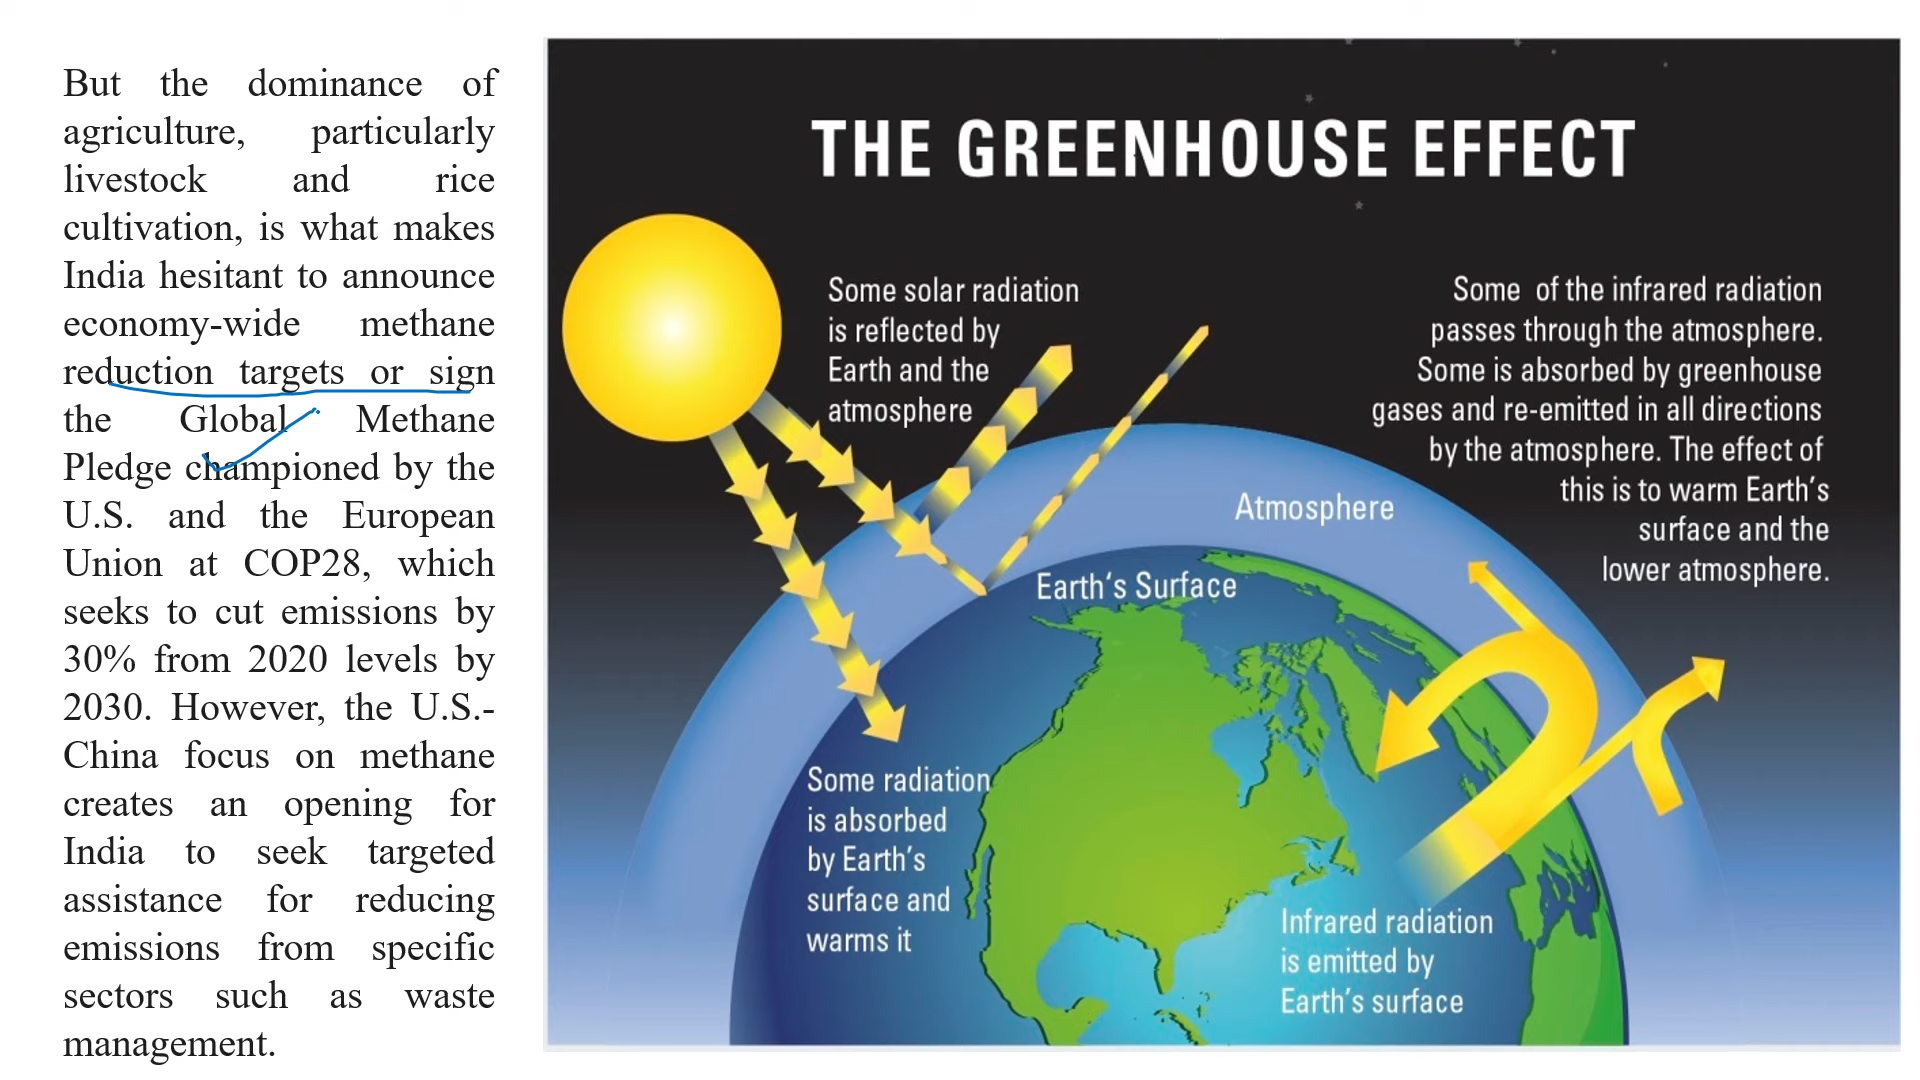 But the dominance of
agriculture, particularly
livestock and rice
cultivation, is what makes
India hesitant to announce
economy-wide methane
reduction targets or sign
the Global Methane
Pledge championed by the
U.S. and the European
Union at COP28, which
seeks to cut emissions by
30% from 2020 levels by
2030. However, the U.S.-
China focus on methane
creates an opening for
India to seek targeted
assistance for reducing
emissions from specific
sectors such as waste
management.
THE GREENHOUSE EFFECT
Some solar radiation
is reflected by
Earth and the
atmosphere
Some of the infrared radiation
passes through the atmosphere.
Some is absorbed by greenhouse
gases and re-emitted in all directions
by the atmosphere. The effect of
this is to warm Earth's
surface and the
lower atmosphere.
Atmosphere
Earth's Surface
Some radiation
is absorbed
by Earth's
surface and
warms it
Infrared radiation
is emitted by
Earth's surface